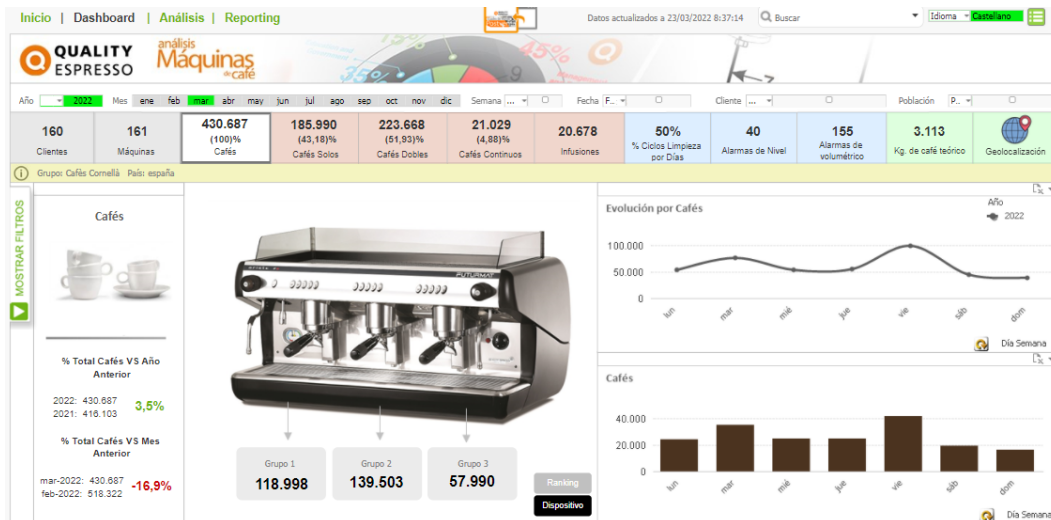 Inicio | Dashboard | Análisis | Reporting
Datos actualizados a 23/03/2022 8:37:14
Buscar
Idioma
Castellano
QUALITY
ESPRESSO
análisis
Máquinas
de café
15%
35%
45%
9
Año
2022
Mes
ene feb mar abr may jun jul ago sep oct nov dic
Semana ...
Fecha F..
Cliente ...
Población P..
160
Clientes
161
Máquinas
430.687
(100)%
Cafés
185.990
(43,18)%
Cafés Solos
223.668
(51,93)%
Cafés Dobles
21.029
(4,88)%
Cafés Continuos
20.678
Infusiones
50%
% Ciclos Limpieza
por Días
40
Alarmas de Nivel
155
Alarmas de
volumétrico
3.113
Kg. de café teórico
Geolocalización
Grupo: Cafès Cornellà País: españa
MOSTRAR FILTROS
Cafés
% Total Cafés VS Año
Anterior
2022: 430.687
2021: 416.103
3,5%
% Total Cafés VS Mes
Anterior
mar-2022: 430.687
feb-2022: 518.322
-16,9%
FUTURMAT
Grupo 1
118.998
Grupo 2
139.503
Grupo 3
57.990
Ranking
Dispositivo
Evolución por Cafés
Año
2022
100.000
50.000
0
lun mar mié jue vie sáb dom
Día Semana
Cafés
40.000
20.000
0
lun mar mié jue vie sáb dom
Día Semana